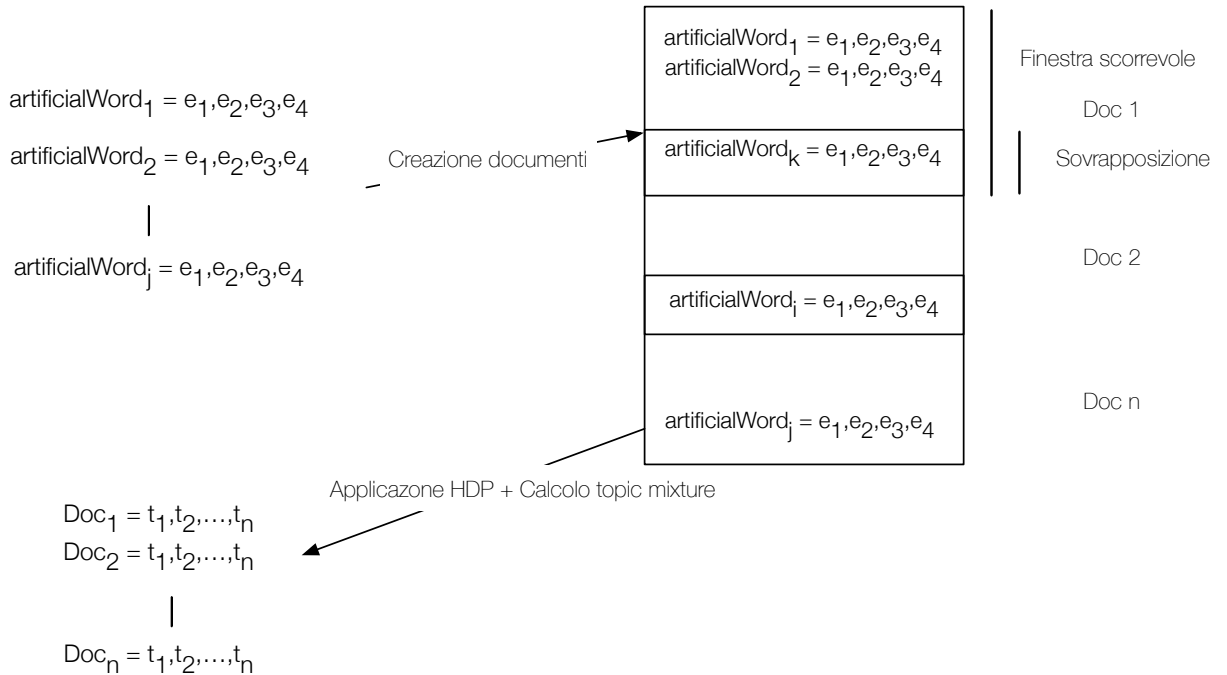 artificialWord₁ = e₁,e₂,e₃,e₄
artificialWord₂ = e₁,e₂,e₃,e₄
artificialWordⱼ = e₁,e₂,e₃,e₄
Creazione documenti
artificialWord₁ = e₁,e₂,e₃,e₄
artificialWord₂ = e₁,e₂,e₃,e₄
artificialWordₖ = e₁,e₂,e₃,e₄
artificialWordᵢ = e₁,e₂,e₃,e₄
artificialWordⱼ = e₁,e₂,e₃,e₄
Finestra scorrevole
Doc 1
Sovrapposizione
Doc 2
Doc n
Applicazone HDP + Calcolo topic mixture
Doc₁ = t₁,t₂,...,tₙ
Doc₂ = t₁,t₂,...,tₙ
Docₙ = t₁,t₂,...,tₙ